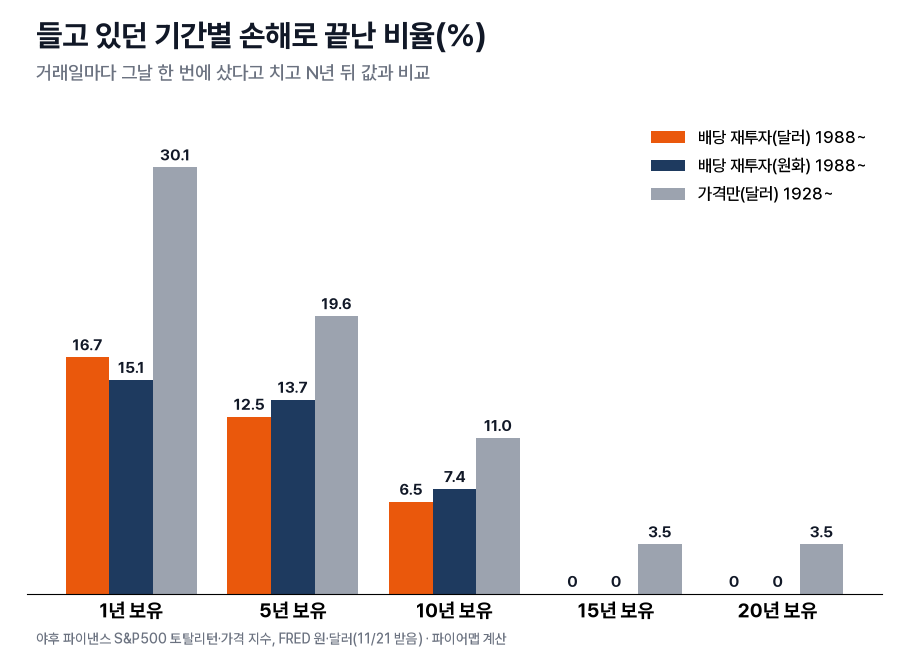 들고 있던 기간별 손해로 끝난 비율(%)
거래일마다 그날 한 번에 샀다고 치고 N년 뒤 값과 비교
배당 재투자(달러) 1988~
배당 재투자(원화) 1988~
가격만(달러) 1928~
16.7 15.1 30.1
12.5 13.7 19.6
6.5 7.4 11.0
0 0 3.5
0 0 3.5
1년 보유 5년 보유 10년 보유 15년 보유 20년 보유
야후 파이낸스 S&P500 토탈리턴·가격 지수, FRED 원·달러(11/21 받음) · 파이어맵 계산